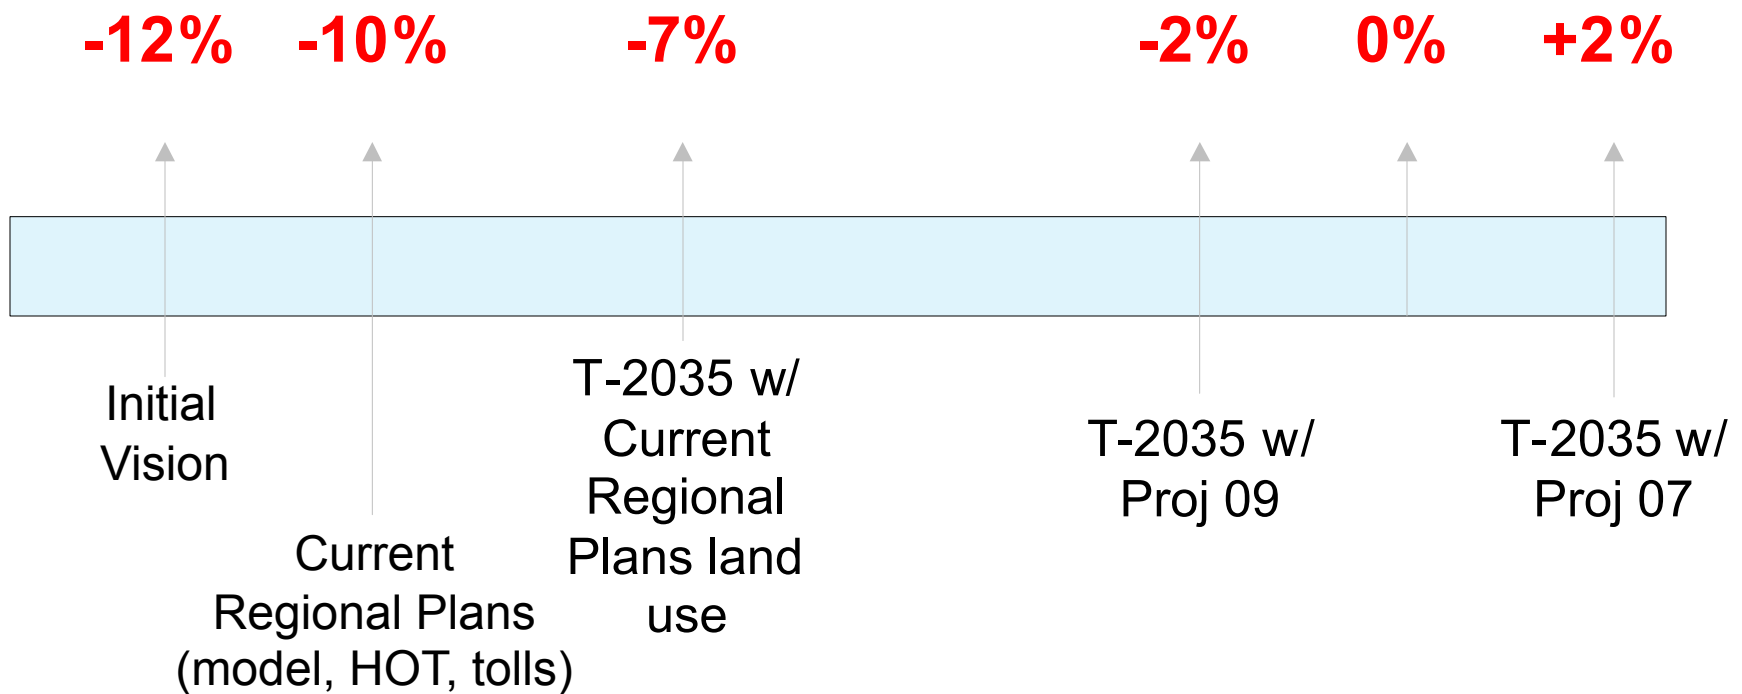 -12% -10% -7% -2% 0% +2%
Initial
Vision
Current
Regional Plans
(model, HOT, tolls)
T-2035 w/
Current
Regional
Plans land
use
T-2035 w/
Proj 09
T-2035 w/
Proj 07